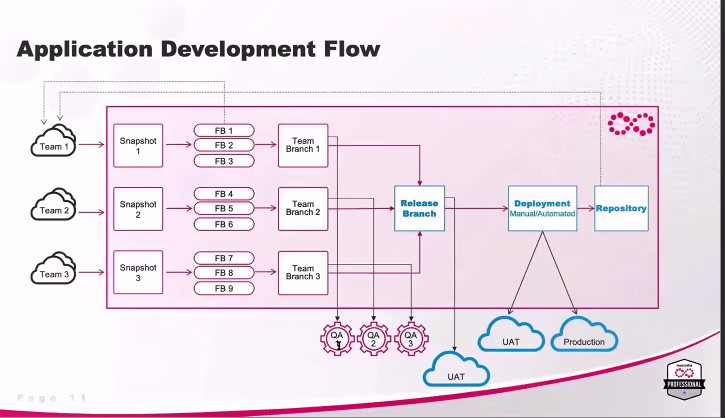 Application Development Flow
Team 1
Snapshot
1
FB 1
FB 2
FB 3
Team
Branch 1
Team 2
Snapshot
2
FB 4
FB 5
FB 6
Team
Branch 2
Release
Branch
Deployment
Manual/Automated
Repository
Team 3
Snapshot
3
FB 7
FB 8
FB 9
Team
Branch 3
QA
1
QA
2
QA
3
UAT
UAT
Production
PROFESSIONAL
Page 11